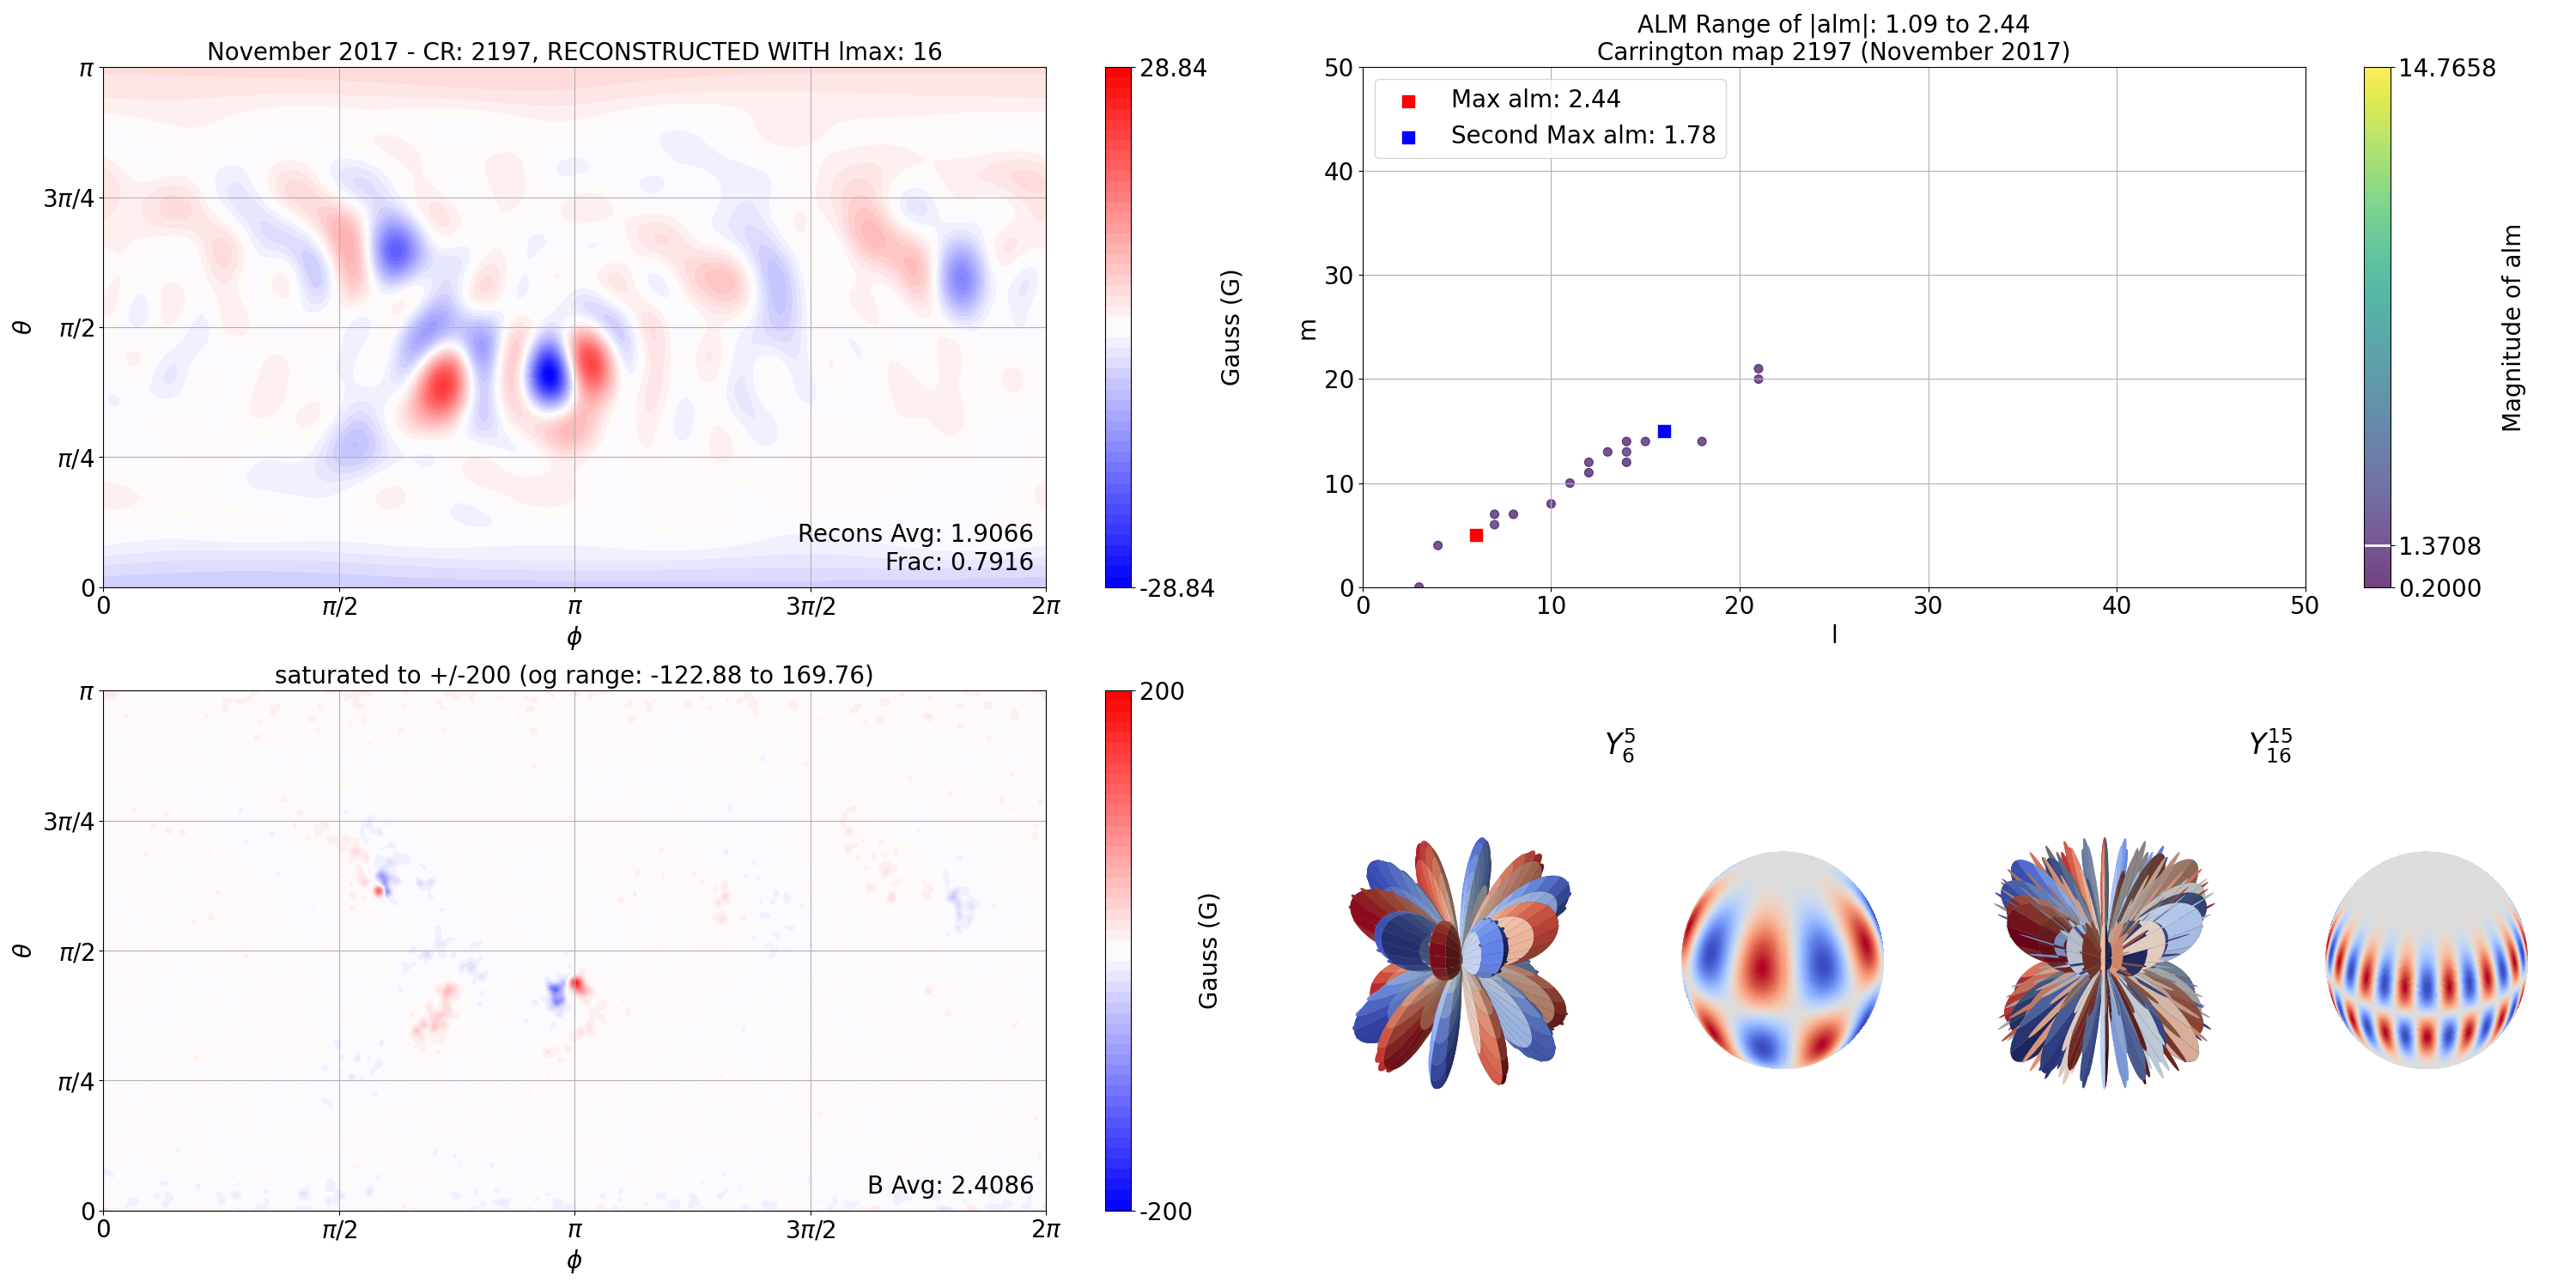 November 2017 - CR: 2197, RECONSTRUCTED WITH lmax: 16
π
3π/4
π/2
π/4
0
θ
0
π/2
π
3π/2
2π
ϕ
Recons Avg: 1.9066
Frac: 0.7916
28.84
-28.84
Gauss (G)
ALM Range of |alm|: 1.09 to 2.44
Carrington map 2197 (November 2017)
Max alm: 2.44
Second Max alm: 1.78
50
40
30
20
10
0
m
0
10
20
30
40
50
l
14.7658
1.3708
0.2000
Magnitude of alm
saturated to +/-200 (og range: -122.88 to 169.76)
π
3π/4
π/2
π/4
0
θ
0
π/2
π
3π/2
2π
ϕ
B Avg: 2.4086
200
-200
Gauss (G)
Y₆⁵
Y₁₆¹⁵